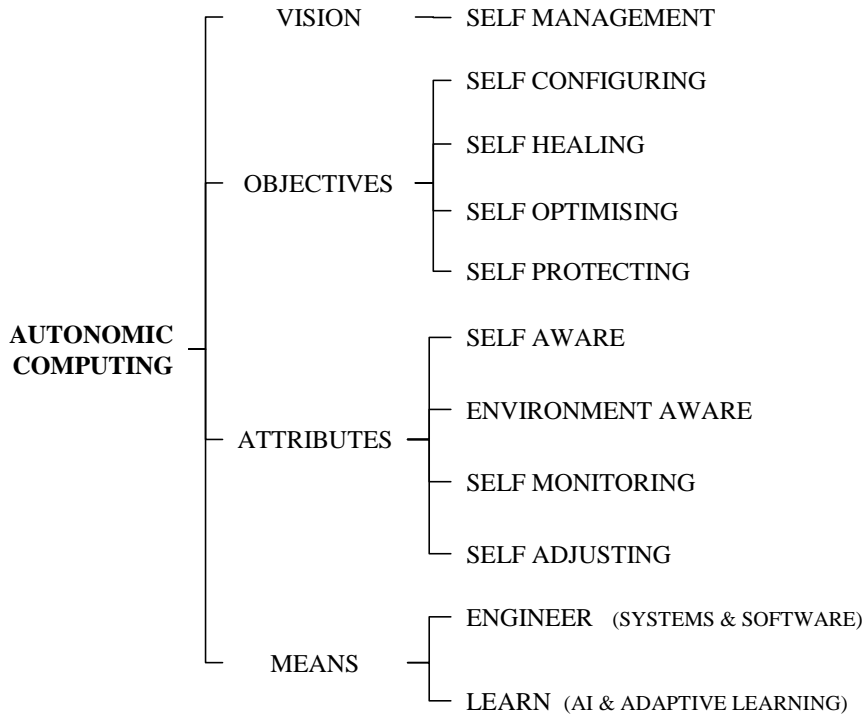 VISION
SELF MANAGEMENT
SELF CONFIGURING
SELF HEALING
OBJECTIVES
SELF OPTIMISING
SELF PROTECTING
AUTONOMIC
COMPUTING
SELF AWARE
ENVIRONMENT AWARE
ATTRIBUTES
SELF MONITORING
SELF ADJUSTING
ENGINEER (SYSTEMS & SOFTWARE)
MEANS
LEARN (AI & ADAPTIVE LEARNING)